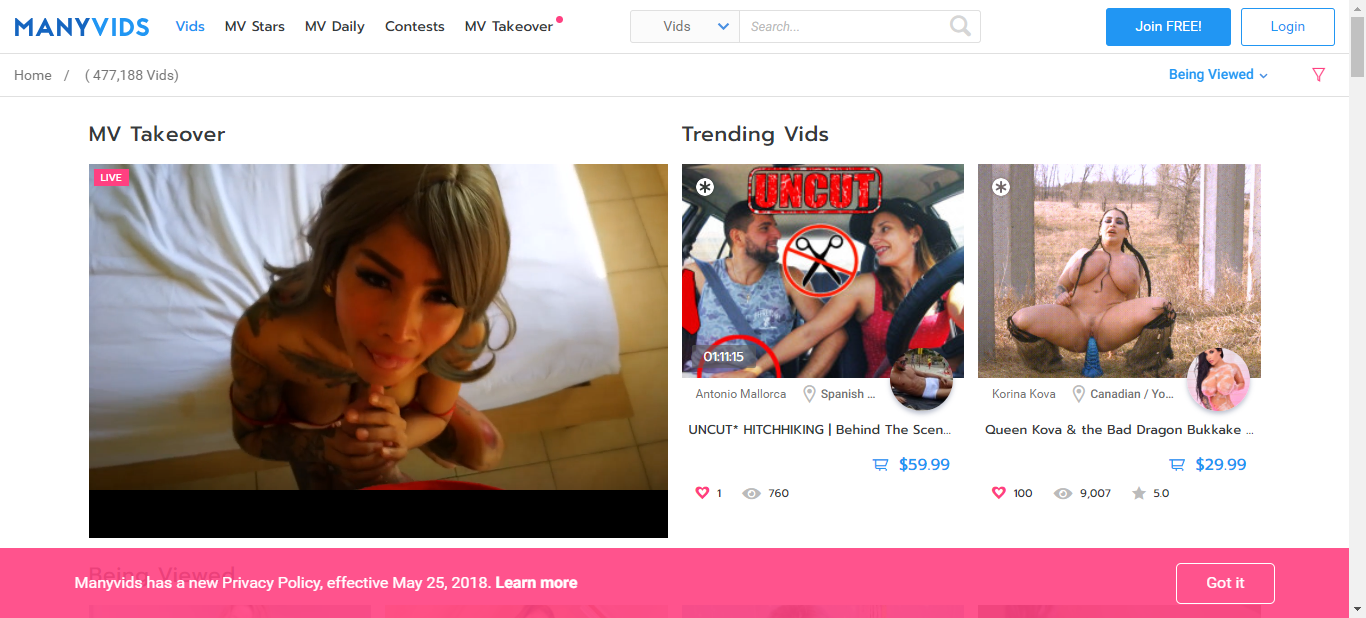 MANYVIDS Vids MV Stars MV Daily Contests MV Takeover Vids Search... Join FREE! Login
Home / ( 477,188 Vids) Being Viewed
MV Takeover
LIVE
Trending Vids
UNCUT
01:11:15
Antonio Mallorca Spanish ...
UNCUT* HITCHHIKING | Behind The Scen...
$59.99
1 760
Korina Kova Canadian / Yo...
Queen Kova & the Bad Dragon Bukkake ...
$29.99
100 9,007 5.0
Being Viewed
Manyvids has a new Privacy Policy, effective May 25, 2018. Learn more Got it